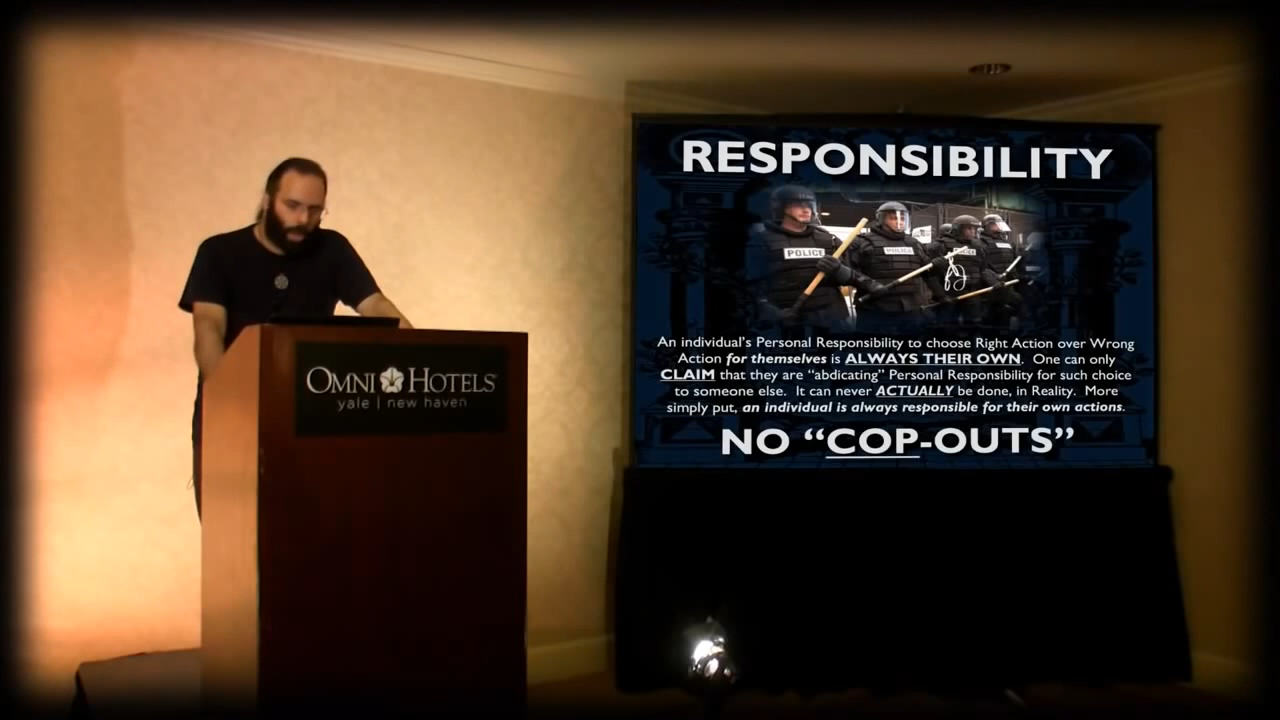 OMNI HOTELS
yale | new haven
RESPONSIBILITY
POLICE
POLICE
An individual's Personal Responsibility to choose Right Action over Wrong
Action for themselves is ALWAYS THEIR OWN. One can only
CLAIM that they are "abdicating" Personal Responsibility for such choice
to someone else. It can never ACTUALLY be done, in Reality. More
simply put, an individual is always responsible for their own actions.
NO "COP-OUTS"